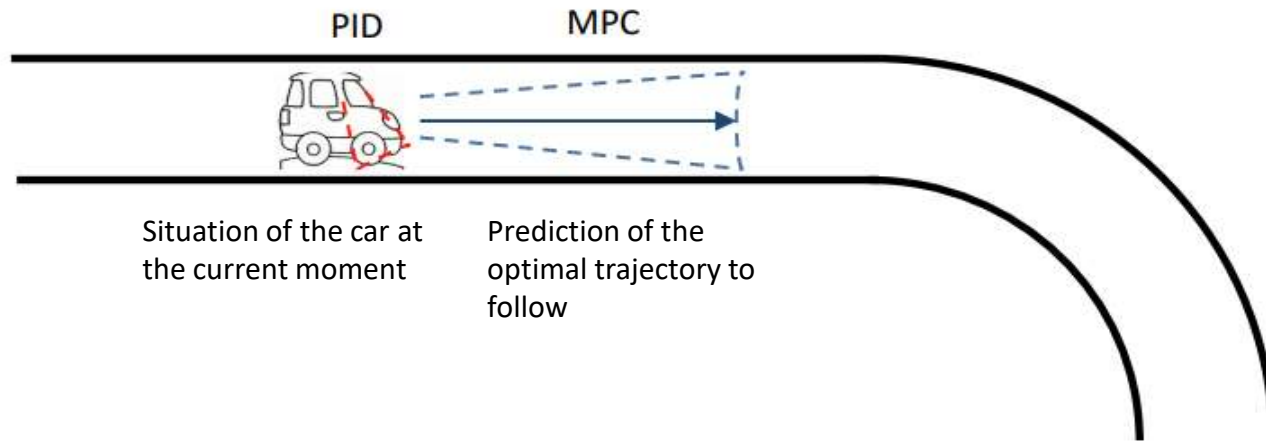 PID
MPC
Situation of the car at
the current moment
Prediction of the
optimal trajectory to
follow